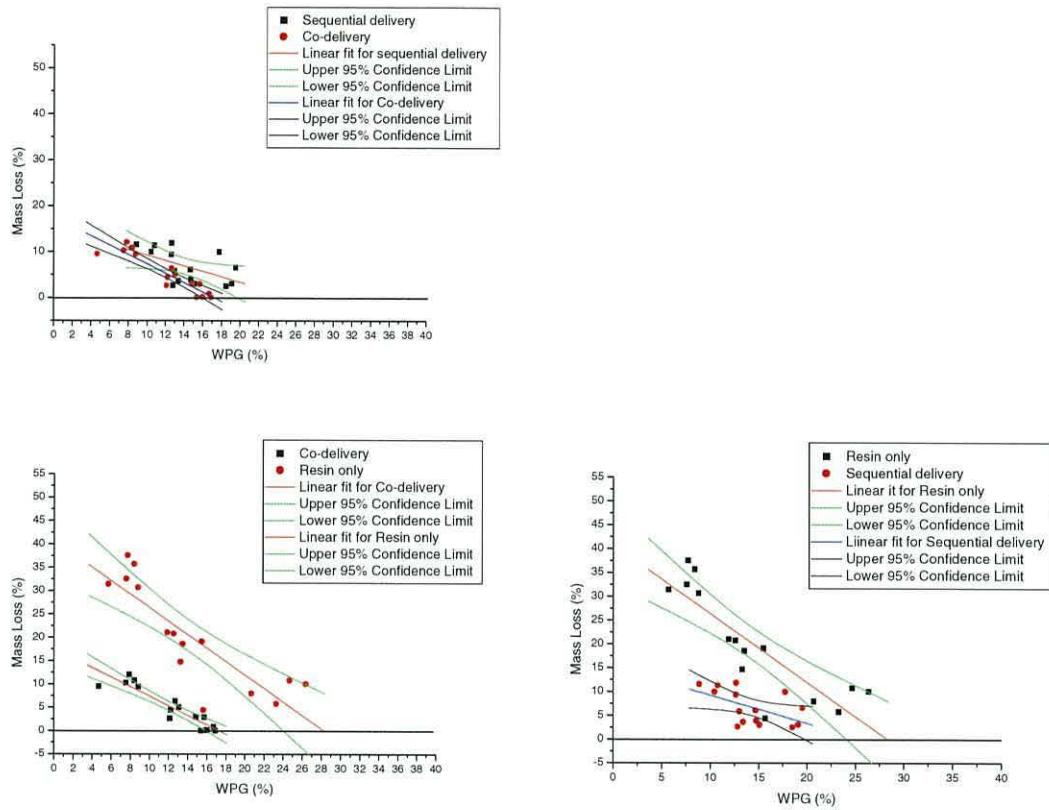 Sequential delivery
Co-delivery
Linear fit for sequential delivery
Upper 95% Confidence Limit
Lower 95% Confidence Limit
Linear fit for Co-delivery
Upper 95% Confidence Limit
Lower 95% Confidence Limit
50
40
30
20
10
0
Mass Loss (%)
0 2 4 6 8 10 12 14 16 18 20 22 24 26 28 30 32 34 36 38 40
WPG (%)
Co-delivery
Resin only
Linear fit for Co-delivery
Upper 95% Confidence Limit
Lower 95% Confidence Limit
Linear fit for Resin only
Upper 95% Confidence Limit
Lower 95% Confidence Limit
55
50
45
40
35
30
25
20
15
10
5
0
-5
Mass Loss (%)
0 2 4 6 8 10 12 14 16 18 20 22 24 26 28 30 32 34 36 38 40
WPG (%)
Resin only
Sequential delivery
Linear it for Resin only
Upper 95% Confidence Limit
Lower 95% Confidence Limit
Liinear fit for Sequential delivery
Upper 95% Confidence Limit
Lower 95% Confidence Limit
55
50
45
40
35
30
25
20
15
10
5
0
-5
Mass Loss (%)
0 5 10 15 20 25 30 35 40
WPG (%)